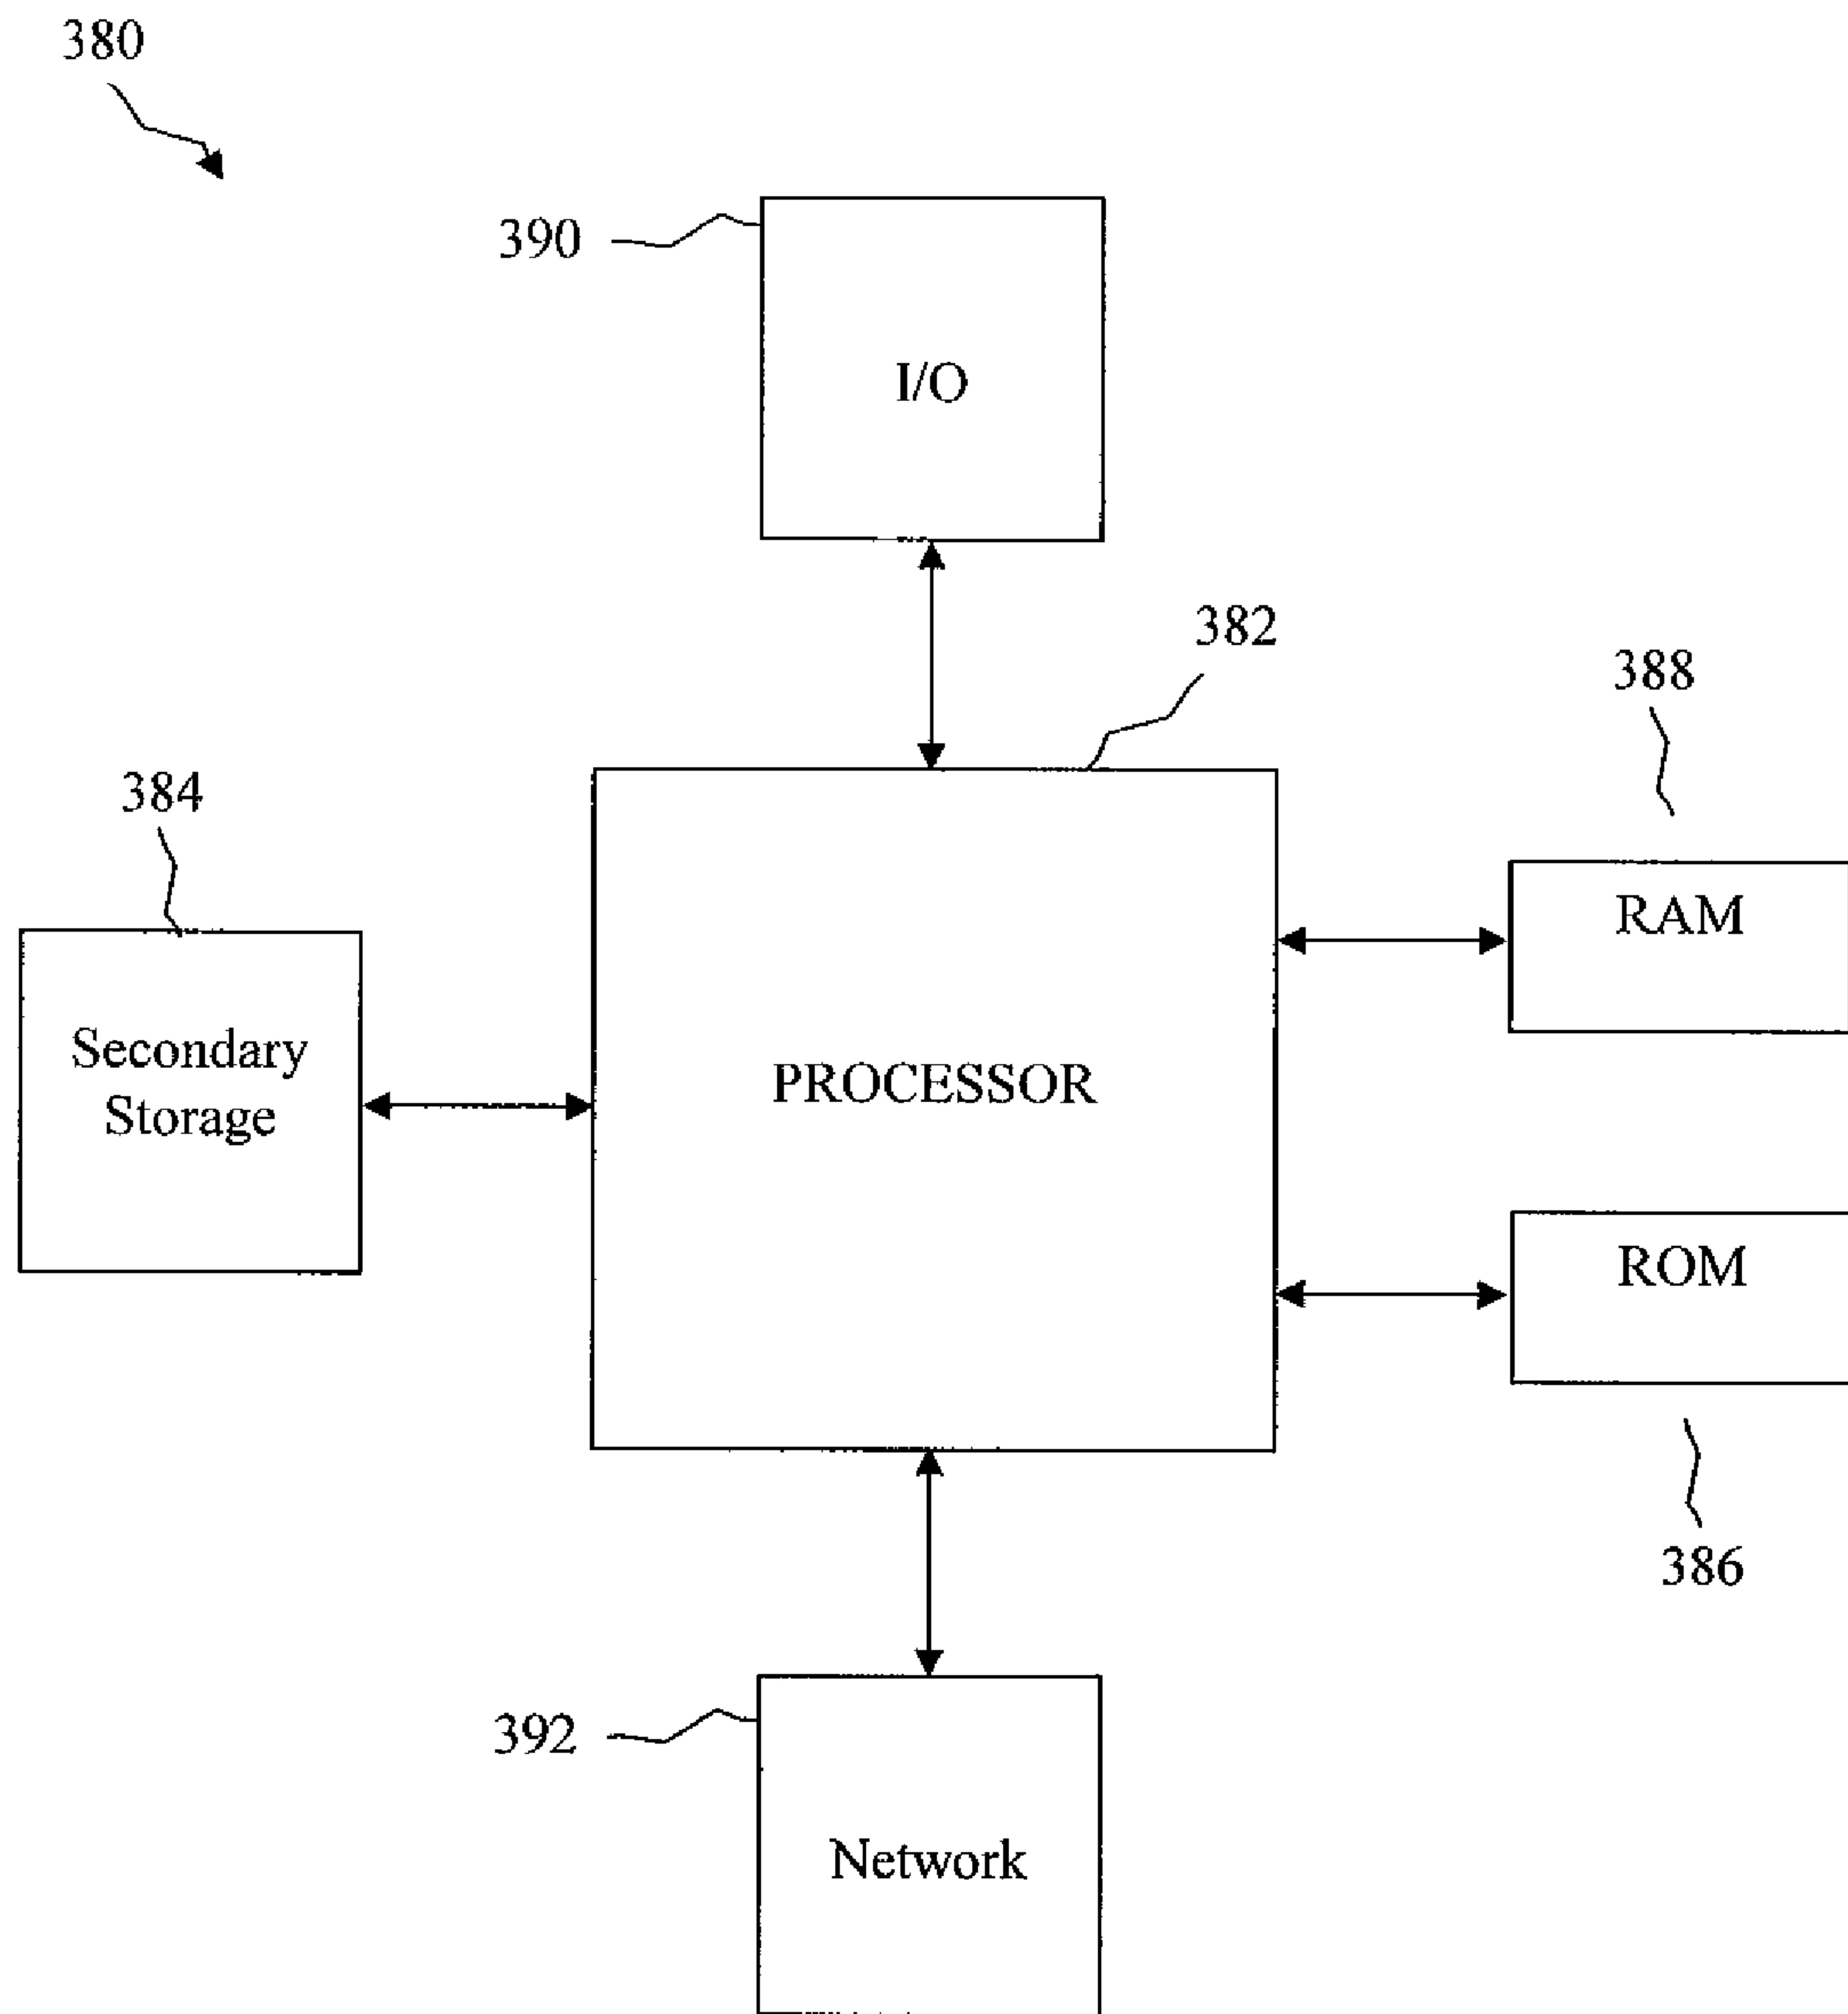 380
390
I/O
382
388
384
RAM
Secondary
Storage
PROCESSOR
ROM
386
392
Network